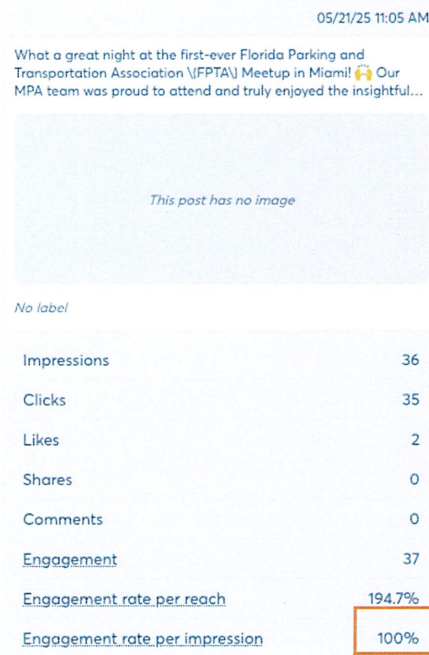 05/21/25 11:05 AM
What a great night at the first-ever Florida Parking and
Transportation Association \(FPTA\) Meetup in Miami! 🙌 Our
MPA team was proud to attend and truly enjoyed the insightful...
This post has no image
No label
Impressions 36
Clicks 35
Likes 2
Shares 0
Comments 0
Engagement 37
Engagement rate per reach 194.7%
Engagement rate per impression 100%